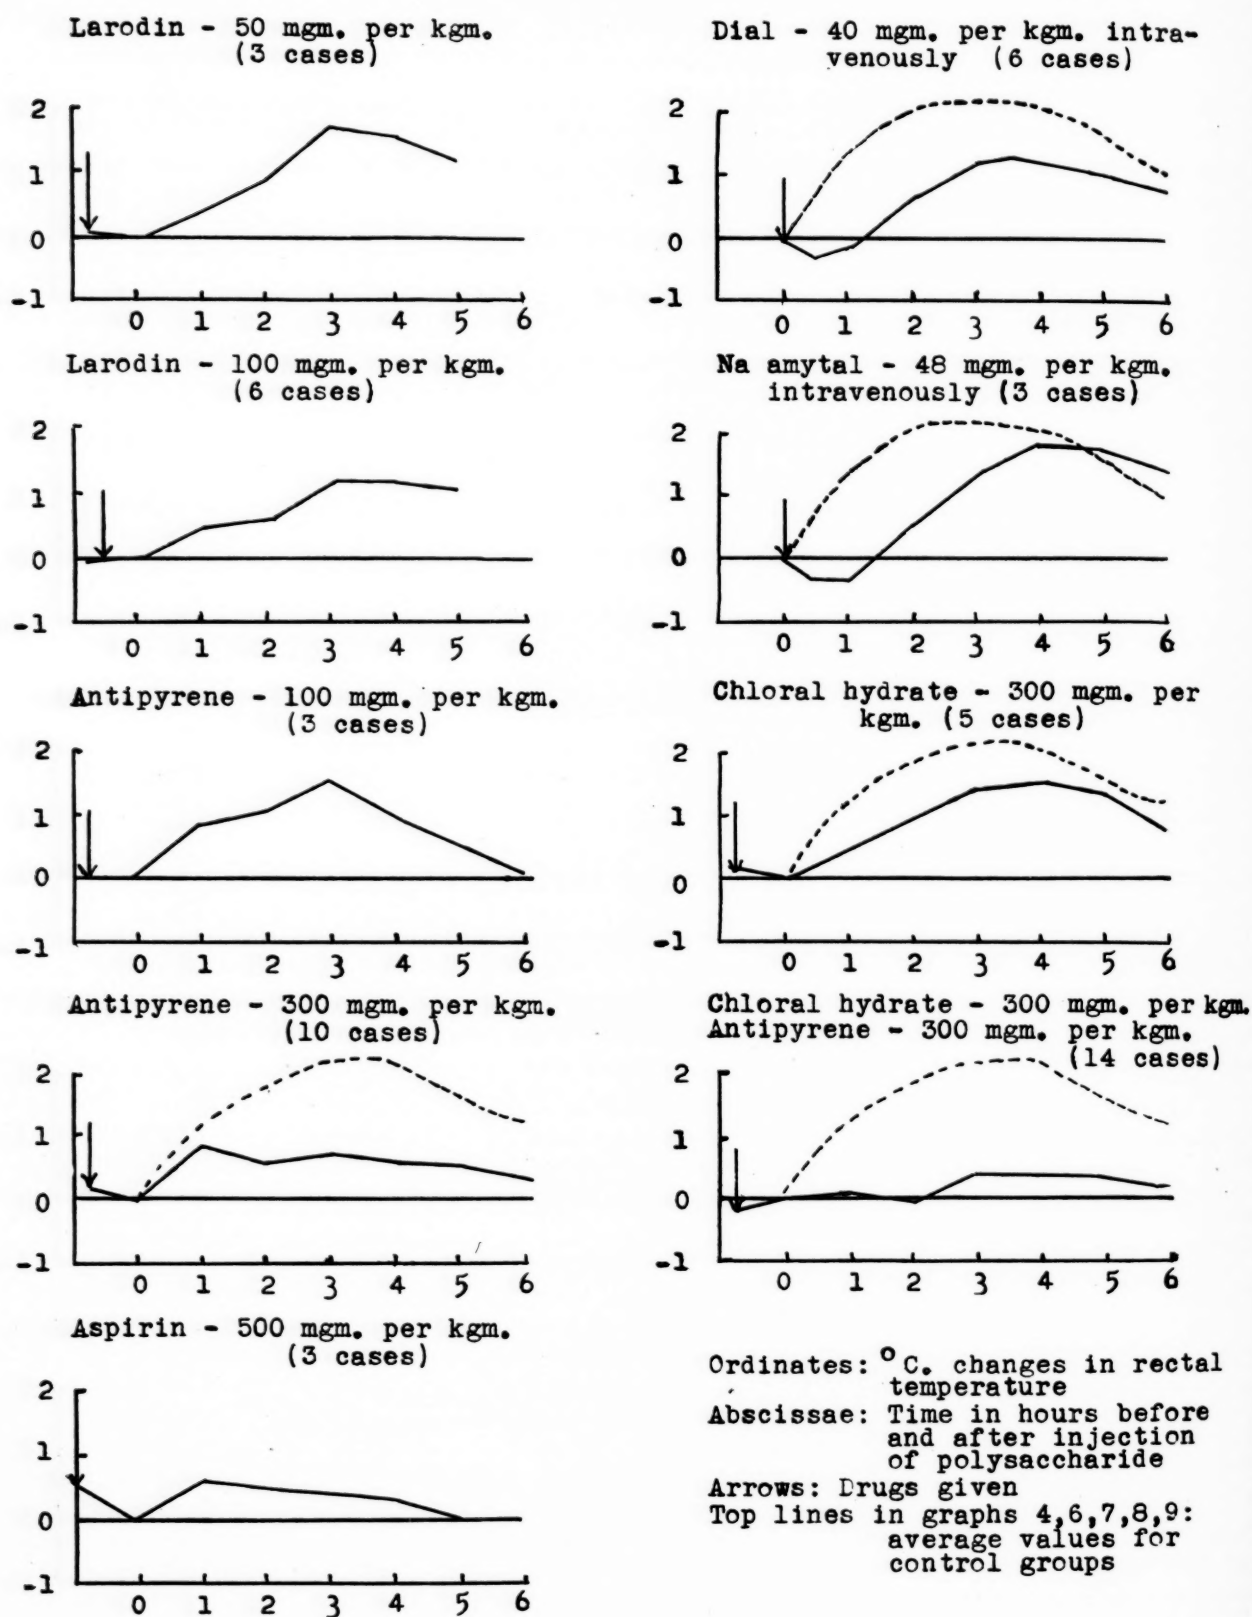 Larodin - 50 mgm. per kgm.
(3 cases)
2
1
0
-1
0 1 2 3 4 5 6
Larodin - 100 mgm. per kgm.
(6 cases)
2
1
0
-1
0 1 2 3 4 5 6
Antipyrene - 100 mgm. per kgm.
(3 cases)
2
1
0
-1
0 1 2 3 4 5 6
Antipyrene - 300 mgm. per kgm.
(10 cases)
2
1
0
-1
0 1 2 3 4 5 6
Aspirin - 500 mgm. per kgm.
(3 cases)
2
1
0
-1
0 1 2 3 4 5 6
Dial - 40 mgm. per kgm. intra-
venously (6 cases)
2
1
0
-1
0 1 2 3 4 5 6
Na amytal - 48 mgm. per kgm.
intravenously (3 cases)
2
1
0
-1
0 1 2 3 4 5 6
Chloral hydrate - 300 mgm. per
kgm. (5 cases)
2
1
0
-1
0 1 2 3 4 5 6
Chloral hydrate - 300 mgm. per kgm.
Antipyrene - 300 mgm. per kgm.
(14 cases)
2
1
0
-1
0 1 2 3 4 5 6
Ordinates: °C. changes in rectal
temperature
Abscissae: Time in hours before
and after injection
of polysaccharide
Arrows: Drugs given
Top lines in graphs 4,6,7,8,9:
average values for
control groups